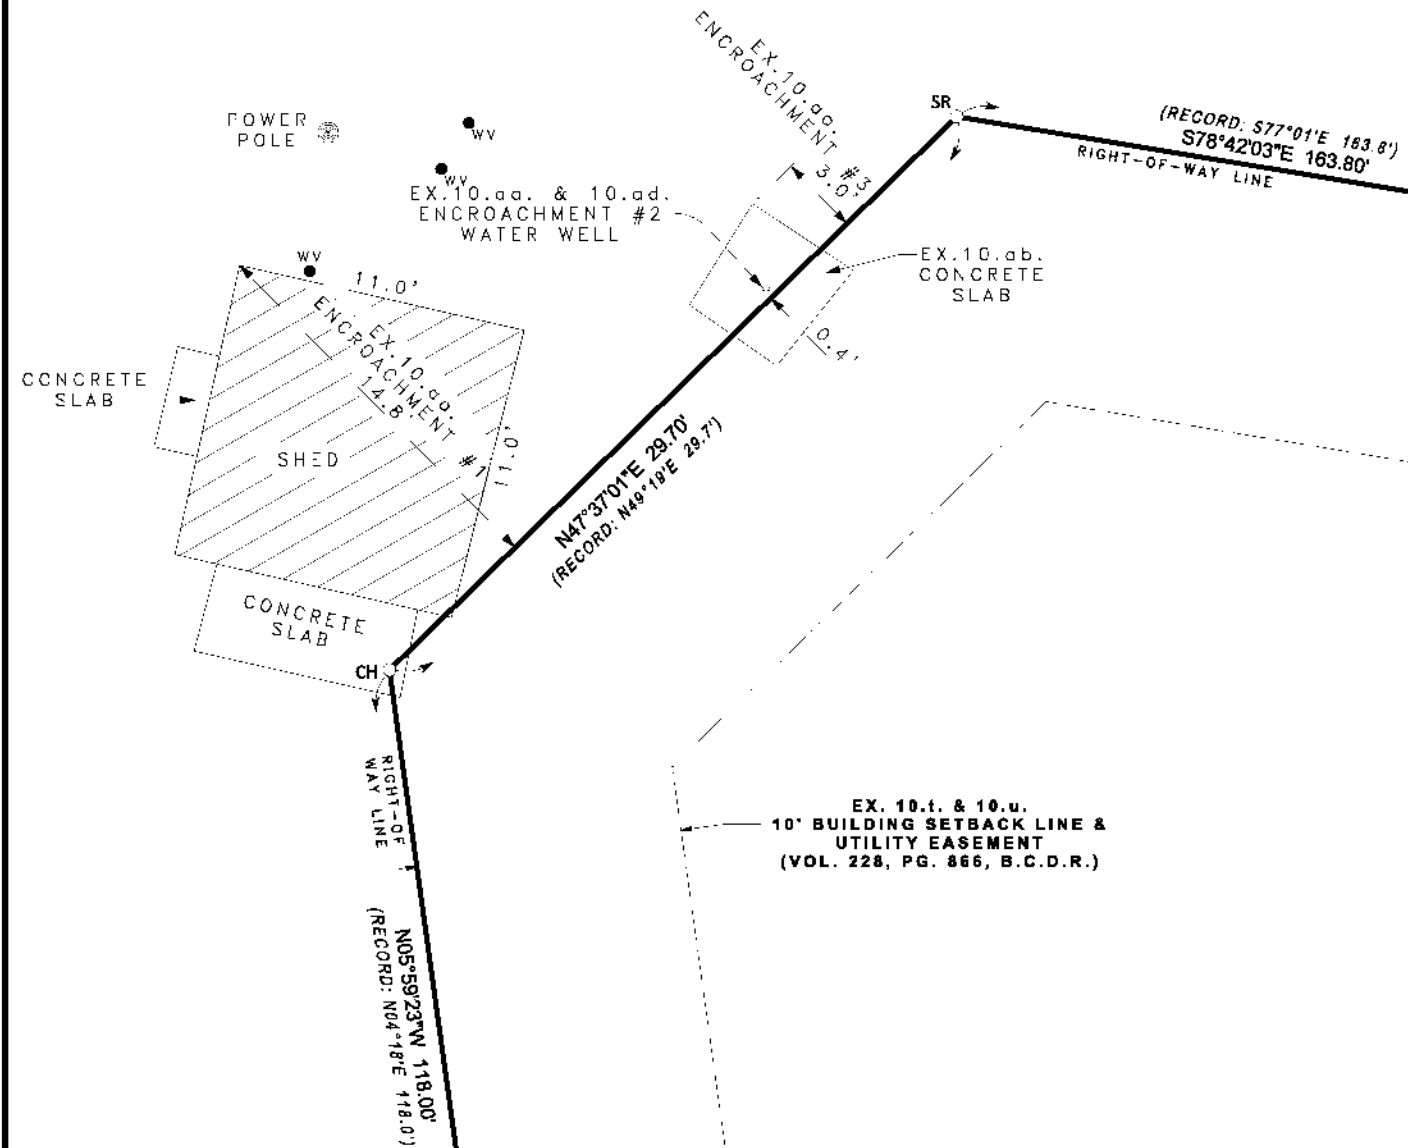 EX.10.aa.
ENCROACHMENT #3
3.0'
SR
(RECORD: S77°01'E 163.8')
S78°42'03"E 163.80'
RIGHT-OF-WAY LINE
POWER
POLE
WV
WV
EX.10.aa. & 10.ad.
ENCROACHMENT #2
WATER WELL
WV
11.0'
EX.10.ab.
CONCRETE
SLAB
0.4'
EX.10.aa.
ENCROACHMENT #1
14.8'
CONCRETE
SLAB
SHED
11.0'
N47°37'01"E 29.70'
(RECORD: N49°19'E 29.7')
CONCRETE
SLAB
CH
RIGHT-OF
WAY LINE
EX. 10.t. & 10.u.
10' BUILDING SETBACK LINE &
UTILITY EASEMENT
(VOL. 228, PG. 866, B.C.D.R.)
N05°59'23"W 118.00'
(RECORD: N04°18'E 118.0')